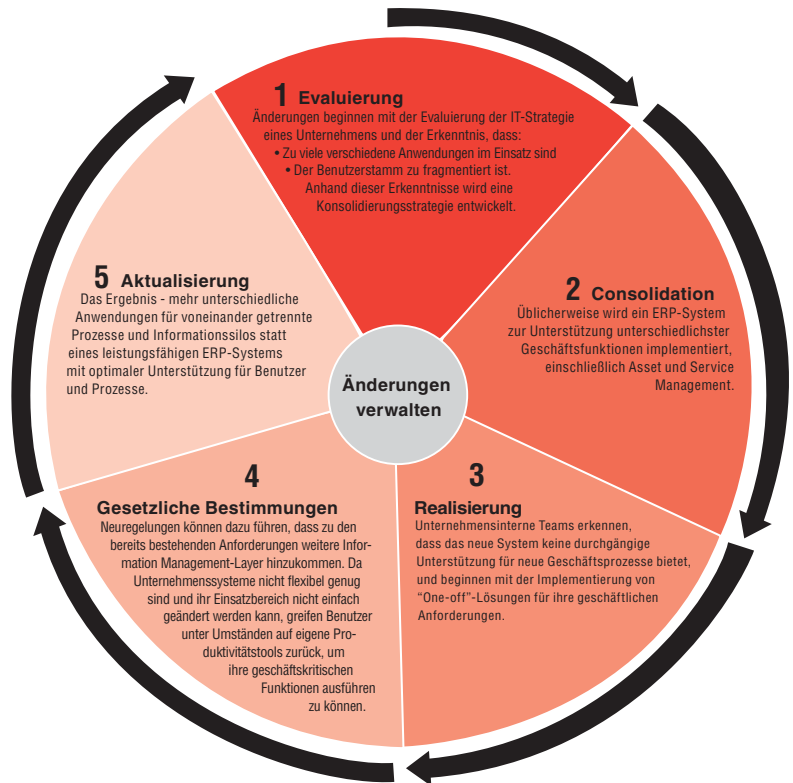 1 Evaluierung
Änderungen beginnen mit der Evaluierung der IT-Strategie
eines Unternehmens und der Erkenntnis, dass:
• Zu viele verschiedene Anwendungen im Einsatz sind
• Der Benutzerstamm zu fragmentiert ist.
Anhand dieser Erkenntnisse wird eine
Konsolidierungsstrategie entwickelt.
2 Consolidation
Üblicherweise wird ein ERP-System
zur Unterstützung unterschiedlichster
Geschäftsfunktionen implementiert,
einschließlich Asset und Service
Management.
3
Realisierung
Unternehmensinterne Teams erkennen,
dass das neue System keine durchgängige
Unterstützung für neue Geschäftsprozesse bietet,
und beginnen mit der Implementierung von
“One-off”-Lösungen für ihre geschäftlichen
Anforderungen.
4
Gesetzliche Bestimmungen
Neuregelungen können dazu führen, dass zu den
bereits bestehenden Anforderungen weitere Infor-
mation Management-Layer hinzukommen. Da
Unternehmenssysteme nicht flexibel genug
sind und ihr Einsatzbereich nicht einfach
geändert werden kann, greifen Benutzer
unter Umständen auf eigene Pro-
duktivitätstools zurück, um
ihre geschäftskritischen
Funktionen ausführen
zu können.
5 Aktualisierung
Das Ergebnis - mehr unterschiedliche
Anwendungen für voneinander getrennte
Prozesse und Informationssilos statt
eines leistungsfähigen ERP-Systems
mit optimaler Unterstützung für Benutzer
und Prozesse.
Änderungen
verwalten